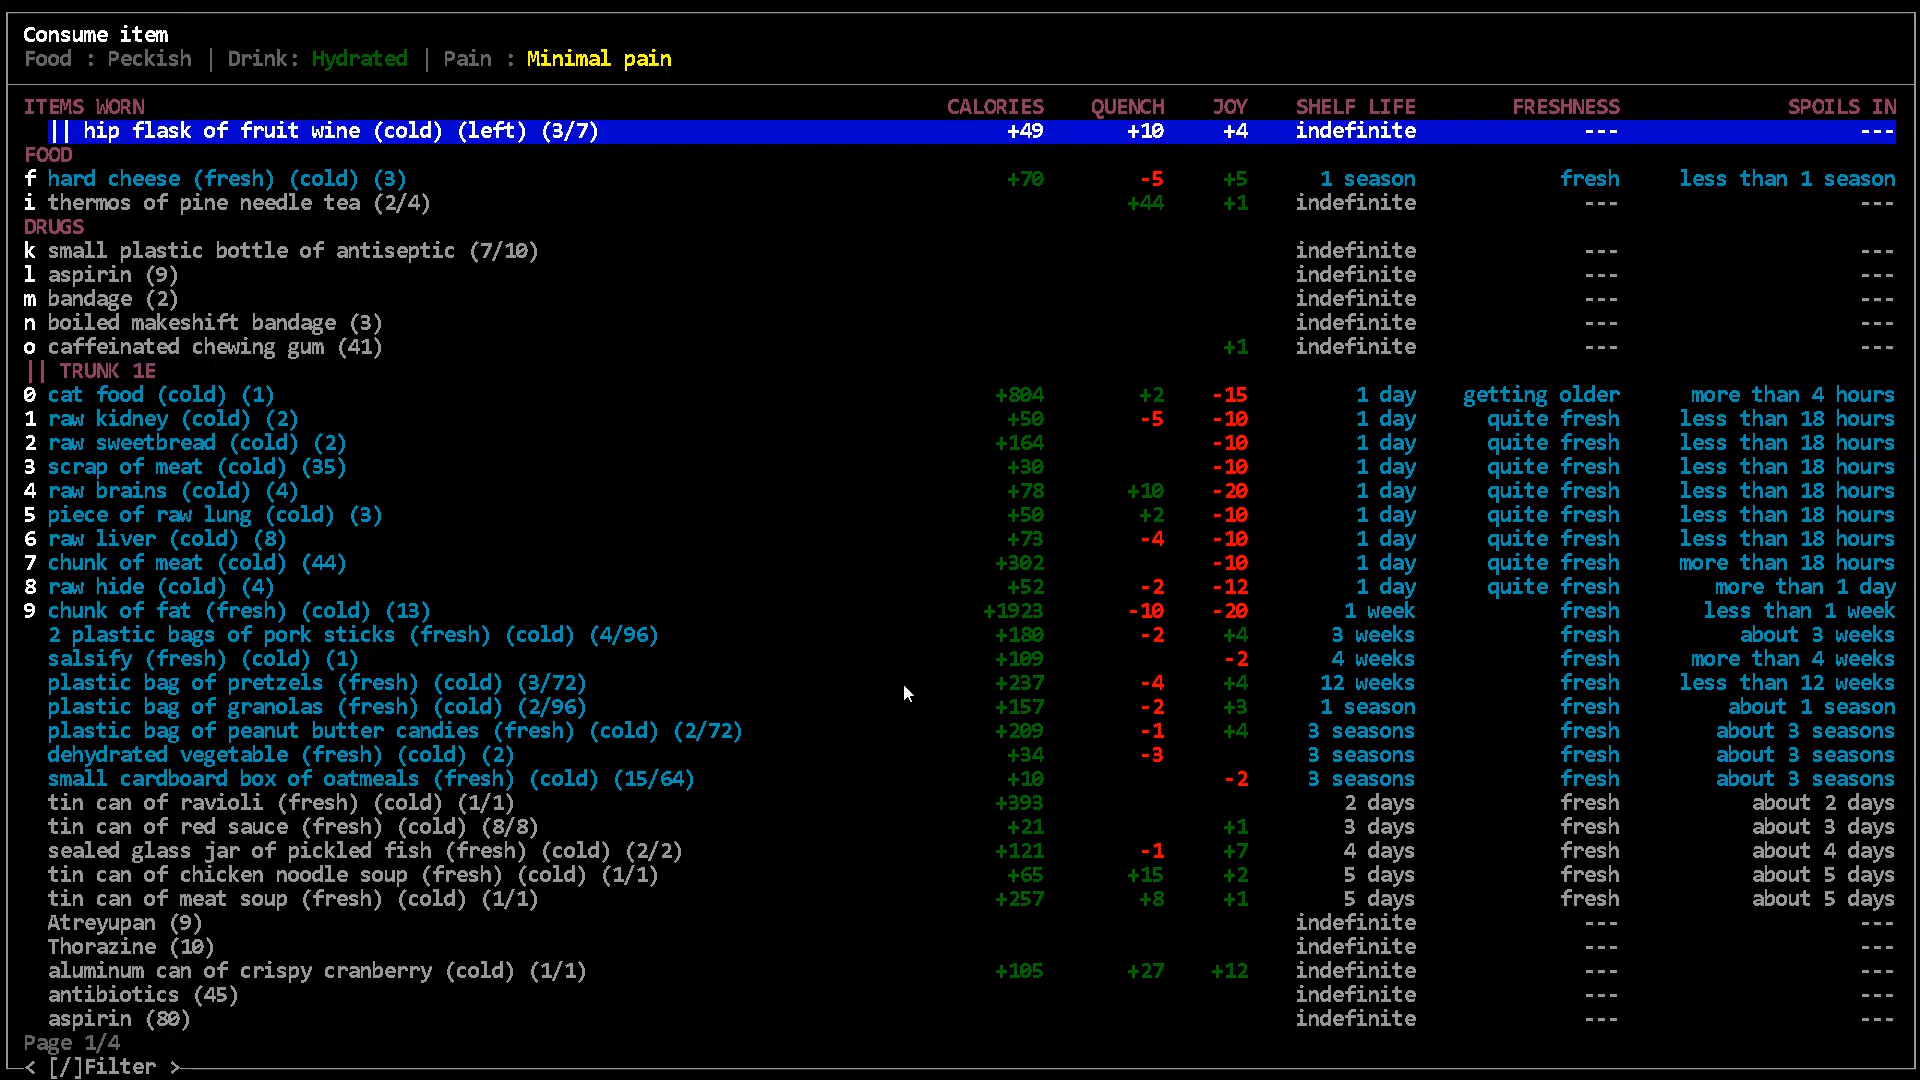 Consume item
Food : Peckish | Drink: Hydrated | Pain : Minimal pain
ITEMS WORN CALORIES QUENCH JOY SHELF LIFE FRESHNESS SPOILS IN
|| hip flask of fruit wine (cold) (left) (3/7) +49 +10 +4 indefinite --- ---
FOOD
f hard cheese (fresh) (cold) (3) +70 -5 +5 1 season fresh less than 1 season
i thermos of pine needle tea (2/4) +44 +1 indefinite --- ---
DRUGS
k small plastic bottle of antiseptic (7/10) indefinite --- ---
l aspirin (9) indefinite --- ---
m bandage (2) indefinite --- ---
n boiled makeshift bandage (3) indefinite --- ---
o caffeinated chewing gum (41) +1 indefinite --- ---
|| TRUNK 1E
0 cat food (cold) (1) +804 +2 -15 1 day getting older more than 4 hours
1 raw kidney (cold) (2) +50 -5 -10 1 day quite fresh less than 18 hours
2 raw sweetbread (cold) (2) +164 -10 1 day quite fresh less than 18 hours
3 scrap of meat (cold) (35) +30 -10 1 day quite fresh less than 18 hours
4 raw brains (cold) (4) +78 +10 -20 1 day quite fresh less than 18 hours
5 piece of raw lung (cold) (3) +50 +2 -10 1 day quite fresh less than 18 hours
6 raw liver (cold) (8) +73 -4 -10 1 day quite fresh less than 18 hours
7 chunk of meat (cold) (44) +302 -10 1 day quite fresh more than 18 hours
8 raw hide (cold) (4) +52 -2 -12 1 day quite fresh more than 1 day
9 chunk of fat (fresh) (cold) (13) +1923 -10 -20 1 week fresh less than 1 week
2 plastic bags of pork sticks (fresh) (cold) (4/96) +180 -2 +4 3 weeks fresh about 3 weeks
salsify (fresh) (cold) (1) +109 -2 4 weeks fresh more than 4 weeks
plastic bag of pretzels (fresh) (cold) (3/72) +237 -4 +4 12 weeks fresh less than 12 weeks
plastic bag of granolas (fresh) (cold) (2/96) +157 -2 +3 1 season fresh about 1 season
plastic bag of peanut butter candies (fresh) (cold) (2/72) +209 -1 +4 3 seasons fresh about 3 seasons
dehydrated vegetable (fresh) (cold) (2) +34 -3 3 seasons fresh about 3 seasons
small cardboard box of oatmeals (fresh) (cold) (15/64) +10 -2 3 seasons fresh about 3 seasons
tin can of ravioli (fresh) (cold) (1/1) +393 2 days fresh about 2 days
tin can of red sauce (fresh) (cold) (8/8) +21 +1 3 days fresh about 3 days
sealed glass jar of pickled fish (fresh) (cold) (2/2) +121 -1 +7 4 days fresh about 4 days
tin can of chicken noodle soup (fresh) (cold) (1/1) +65 +15 +2 5 days fresh about 5 days
tin can of meat soup (fresh) (cold) (1/1) +257 +8 +1 5 days fresh about 5 days
Atreyupan (9) indefinite --- ---
Thorazine (10) indefinite --- ---
aluminum can of crispy cranberry (cold) (1/1) +105 +27 +12 indefinite --- ---
antibiotics (45) indefinite --- ---
aspirin (80) indefinite --- ---
Page 1/4
< [/]Filter >